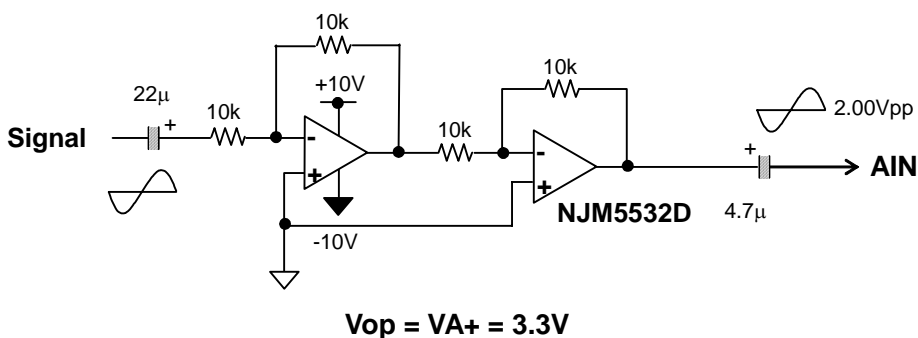 10k
+10V
22μ
10k
10k
10k
2.00Vpp
Signal
+
-
+
-
+
+
AIN
NJM5532D
4.7μ
-10V
Vop = VA+ = 3.3V